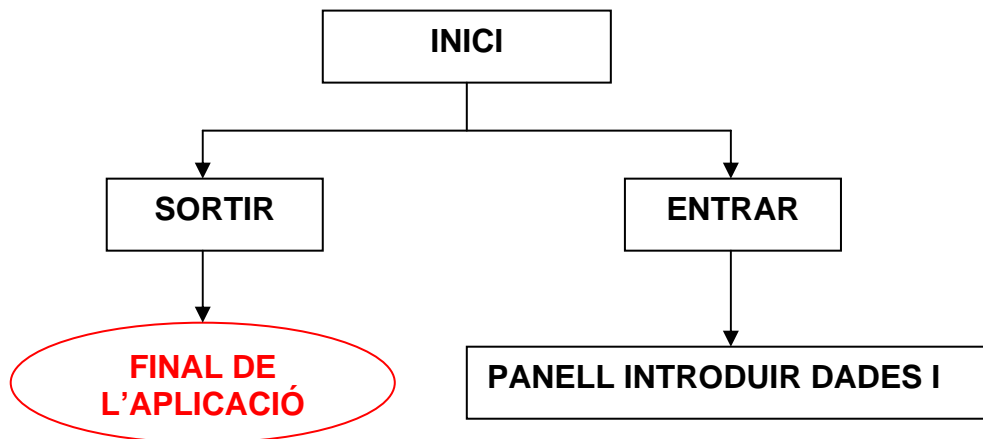 INICI
SORTIR
ENTRAR
FINAL DE
L’APLICACIÓ
PANELL INTRODUIR DADES I